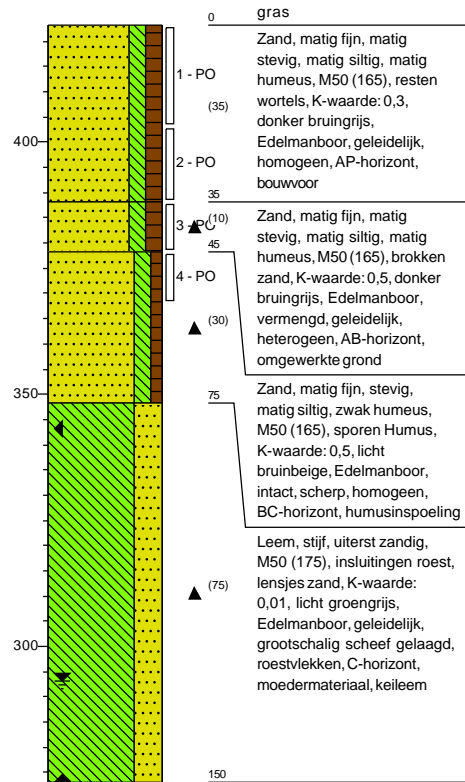 0
gras
Zand, matig fijn, matig
stevig, matig siltig, matig
humeus, M50 (165), resten
wortels, K-waarde: 0,3,
donker bruingrijs,
Edelmanboor, geleidelijk,
homogeen, AP-horizont,
bouwvoor
1 - PO
(35)
400
2 - PO
35
3 - PO
(10)
45
Zand, matig fijn, matig
stevig, matig siltig, matig
humeus, M50 (165), brokken
zand, K-waarde: 0,5, donker
bruingrijs, Edelmanboor,
vermengd, geleidelijk,
heterogeen, AB-horizont,
omgewerkte grond
4 - PO
(30)
350
75
Zand, matig fijn, stevig,
matig siltig, zwak humeus,
M50 (165), sporen Humus,
K-waarde: 0,5, licht
bruinbeige, Edelmanboor,
intact, scherp, homogeen,
BC-horizont, humusinspoeling
Leem, stijf, uiterst zandig,
M50 (175), insluitingen roest,
lensjes zand, K-waarde:
0,01, licht groengrijs,
Edelmanboor, geleidelijk,
grootschalig scheef gelaagd,
roestvlekken, C-horizont,
moedermateriaal, keileem
(75)
300
150